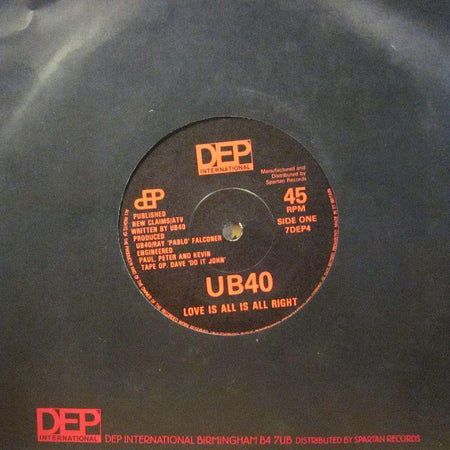 DEP
INTERNATIONAL
Manufactured and
Distributed by
Spartan Records
dEP
PUBLISHED
NEW CLAIMS/ATV
WRITTEN BY UB40
PRODUCED
UB40/RAY 'PABLO' FALCONER
ENGINEERED
PAUL, PETER AND KEVIN
TAPE OP. DAVE 'DO IT JOHN'
45
RPM
SIDE ONE
7DEP4
UB40
LOVE IS ALL IS ALL RIGHT
DEP
INTERNATIONAL
DEP INTERNATIONAL BIRMINGHAM B4 7UB DISTRIBUTED BY SPARTAN RECORDS